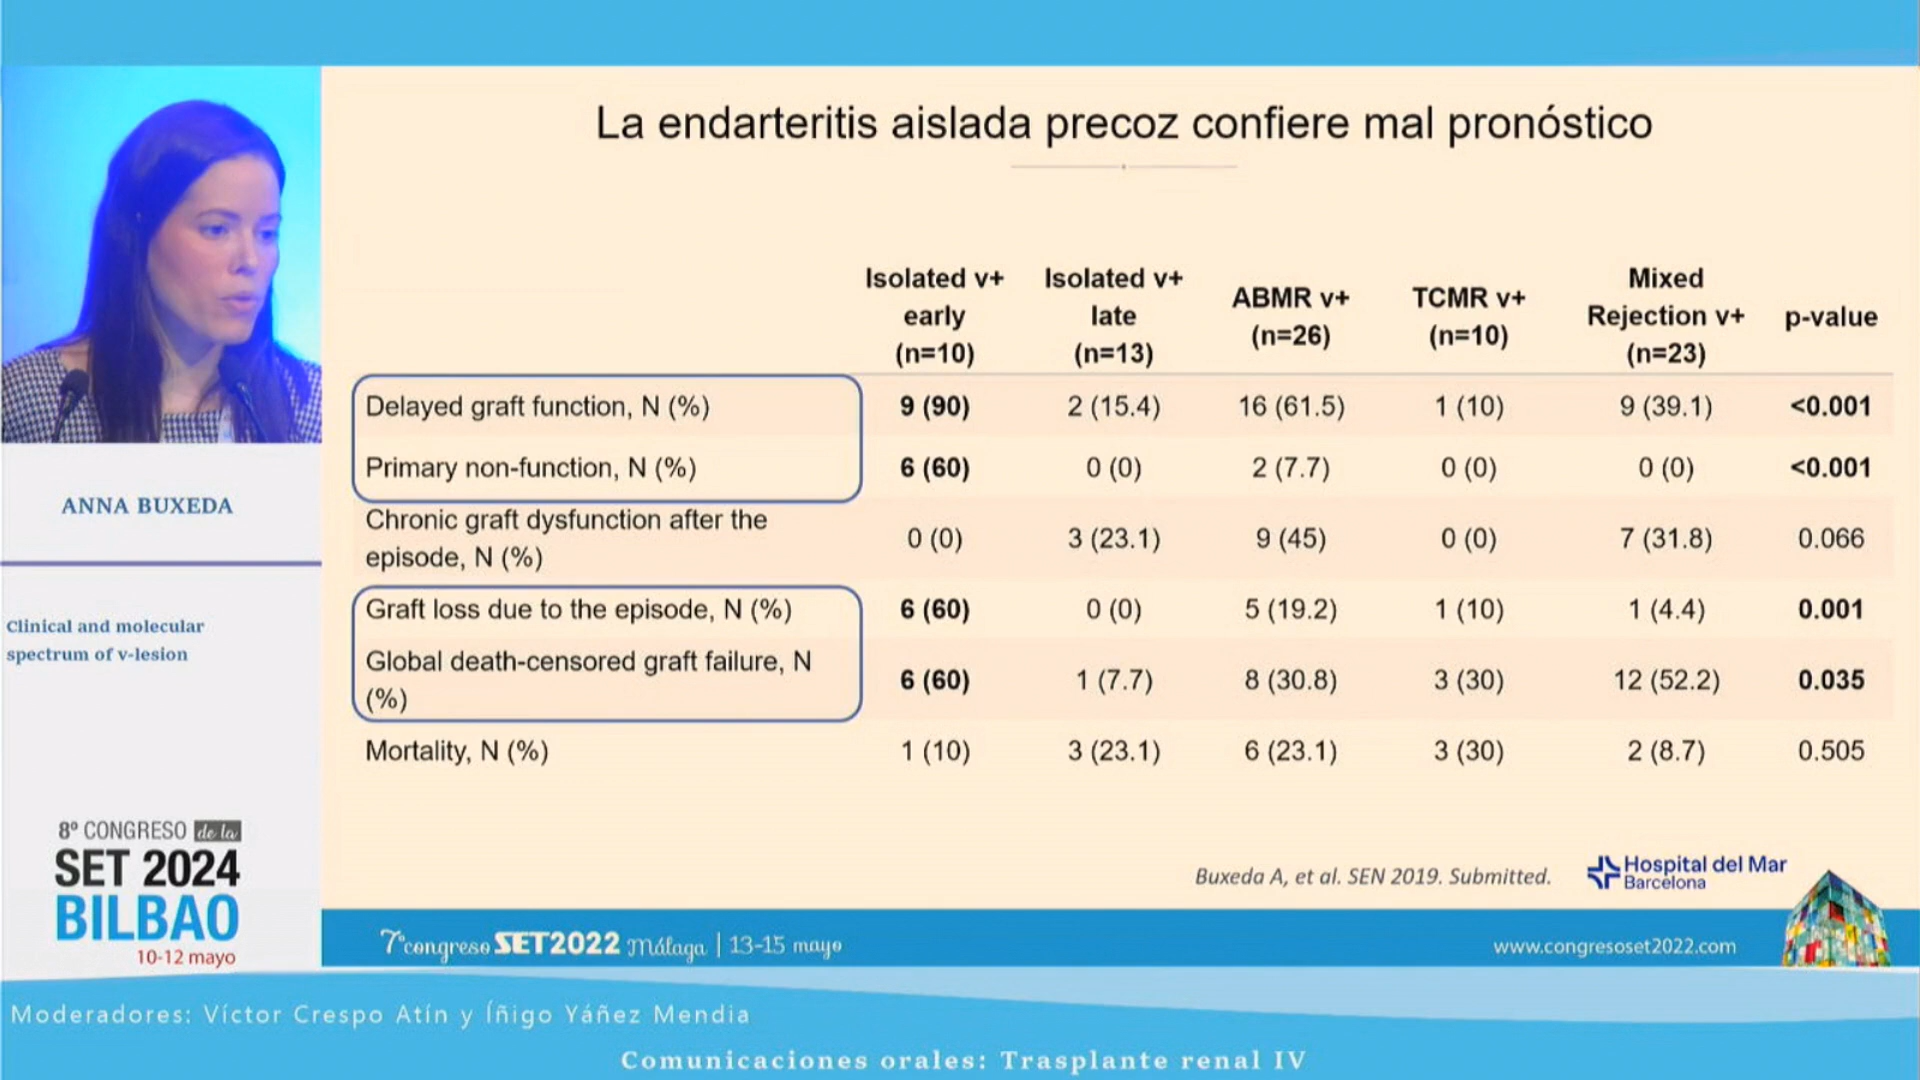 La endarteritis aislada precoz confiere mal pronóstico
Isolated v+ early (n=10) Isolated v+ late (n=13) ABMR v+ (n=26) TCMR v+ (n=10) Mixed Rejection v+ (n=23) p-value
Delayed graft function, N (%) 9 (90) 2 (15.4) 16 (61.5) 1 (10) 9 (39.1) <0.001
Primary non-function, N (%) 6 (60) 0 (0) 2 (7.7) 0 (0) 0 (0) <0.001
Chronic graft dysfunction after the episode, N (%) 0 (0) 3 (23.1) 9 (45) 0 (0) 7 (31.8) 0.066
Graft loss due to the episode, N (%) 6 (60) 0 (0) 5 (19.2) 1 (10) 1 (4.4) 0.001
Global death-censored graft failure, N (%) 6 (60) 1 (7.7) 8 (30.8) 3 (30) 12 (52.2) 0.035
Mortality, N (%) 1 (10) 3 (23.1) 6 (23.1) 3 (30) 2 (8.7) 0.505
Buxeda A, et al. SEN 2019. Submitted.
Hospital del Mar
Barcelona
7º congreso SET2022 Málaga | 13-15 mayo
www.congresoset2022.com
ANNA BUXEDA
Clinical and molecular
spectrum of v-lesion
8º CONGRESO de la
SET 2024
BILBAO
10-12 mayo
Moderadores: Víctor Crespo Atín y Íñigo Yáñez Mendia
Comunicaciones orales: Trasplante renal IV